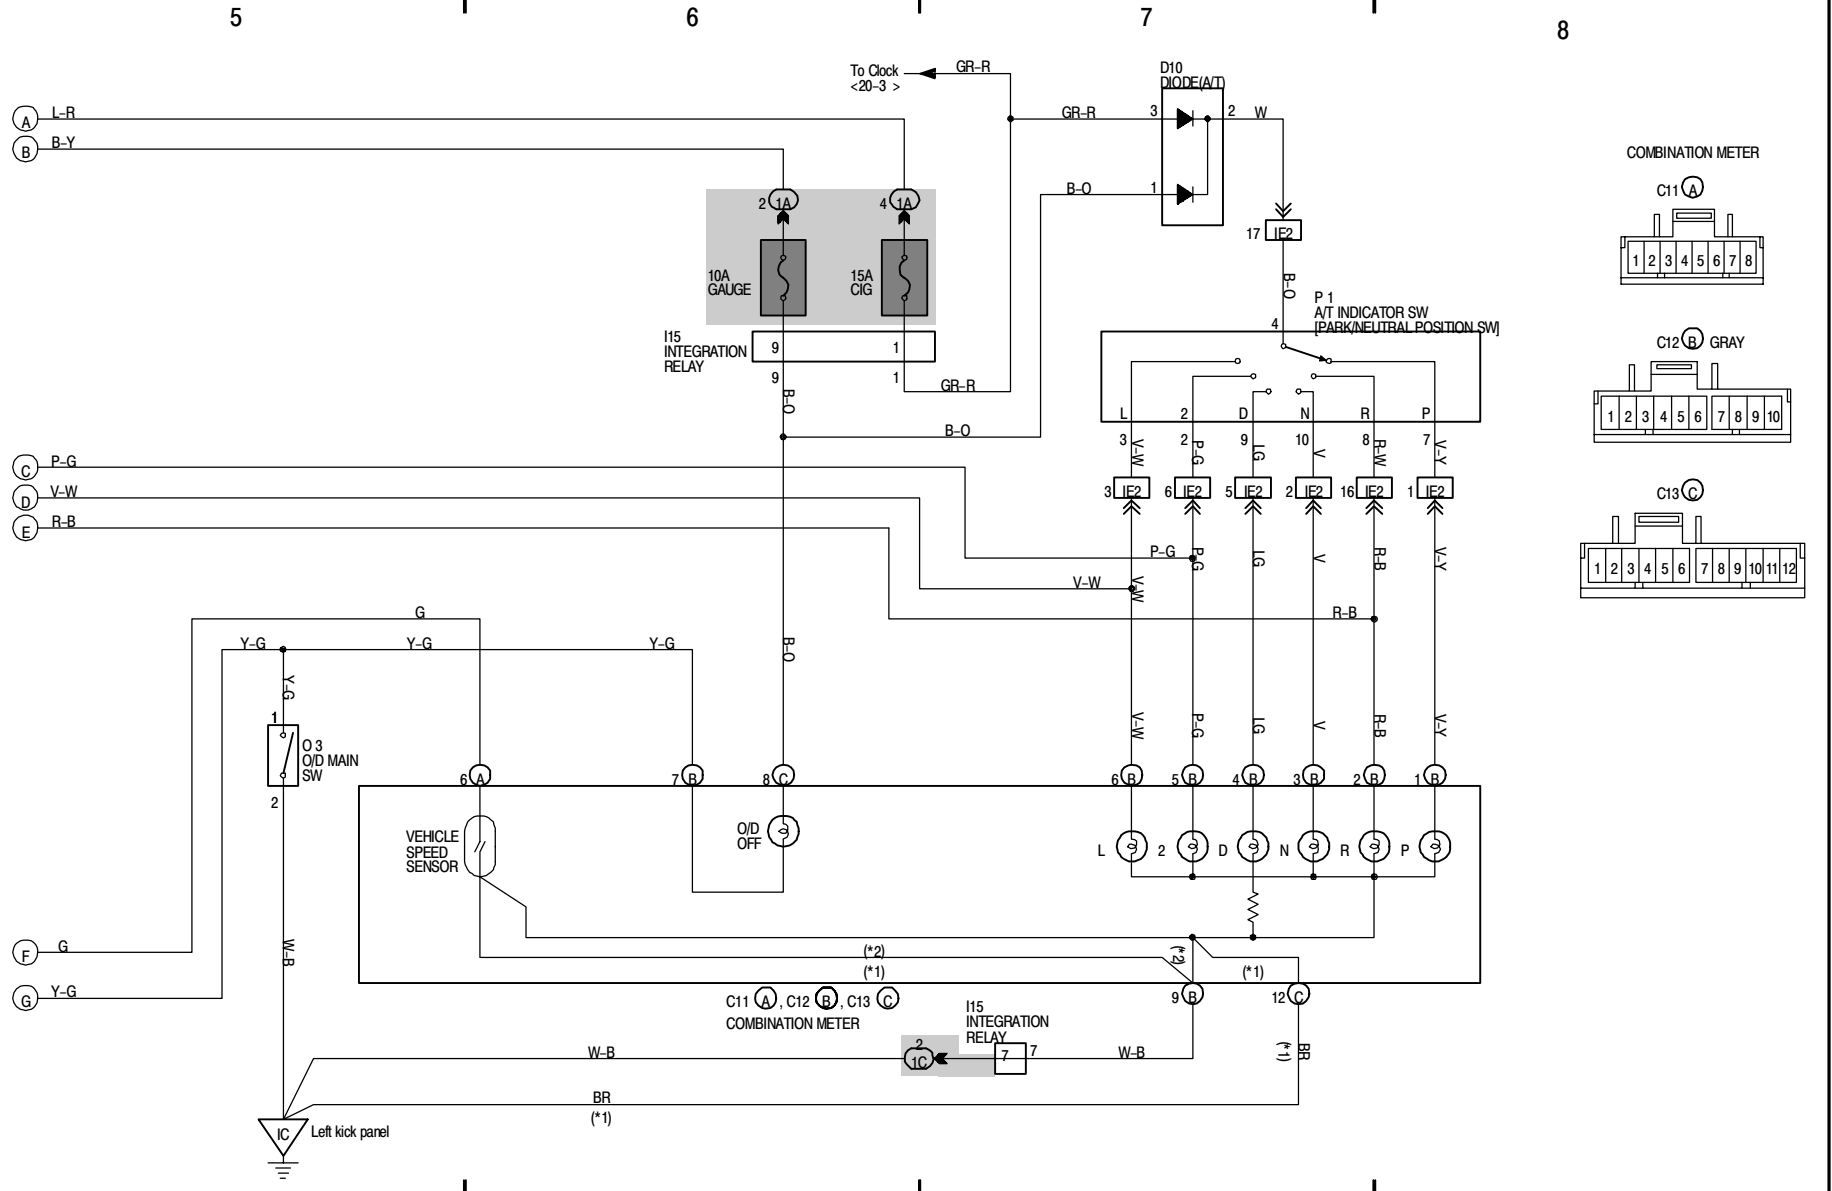 5
6
7
8
To Clock
<20-3 >
GR-R
D10
DIODE(A/T)
A
L-R
GR-R
3
2
W
B
B-Y
COMBINATION METER
C11 A
B-O
1
2 1A
4 1A
17 IE2
1 2 3 4 5 6 7 8
10A
GAUGE
15A
CIG
B-O
P 1
A/T INDICATOR SW
[PARK/NEUTRAL POSITION SW]
4
I15
INTEGRATION
RELAY
9
1
9
1
GR-R
B-O
C12 B GRAY
1 2 3 4 5 6 7 8 9 10
L 2 D N R P
B-O
3 2 9 10 8 7
V-W P-G LG V R-W V-Y
C
P-G
D
V-W
E
R-B
3 IE2 6 IE2 5 IE2 2 IE2 16 IE2 1 IE2
C13 C
1 2 3 4 5 6 7 8 9 10 11 12
P-G
P-G LG V R-B V-Y
V-W
V-W
R-B
G
Y-G
Y-G
Y-G
B-O
Y-G
1
O 3
O/D MAIN
SW
2
V-W P-G LG V R-B V-Y
6 A
7 B
8 C
6 B 5 B 4 B 3 B 2 B 1 B
VEHICLE
SPEED
SENSOR
O/D
OFF
L 2 D N R P
F
G
W-B
(*2)
(*2)
(*1)
(*1)
G
Y-G
C11 A , C12 B , C13 C
COMBINATION METER
9 B
12 C
I15
INTEGRATION
RELAY
W-B
2
1C
7
7
W-B
(*1)
BR
BR
(*1)
IC
Left kick panel